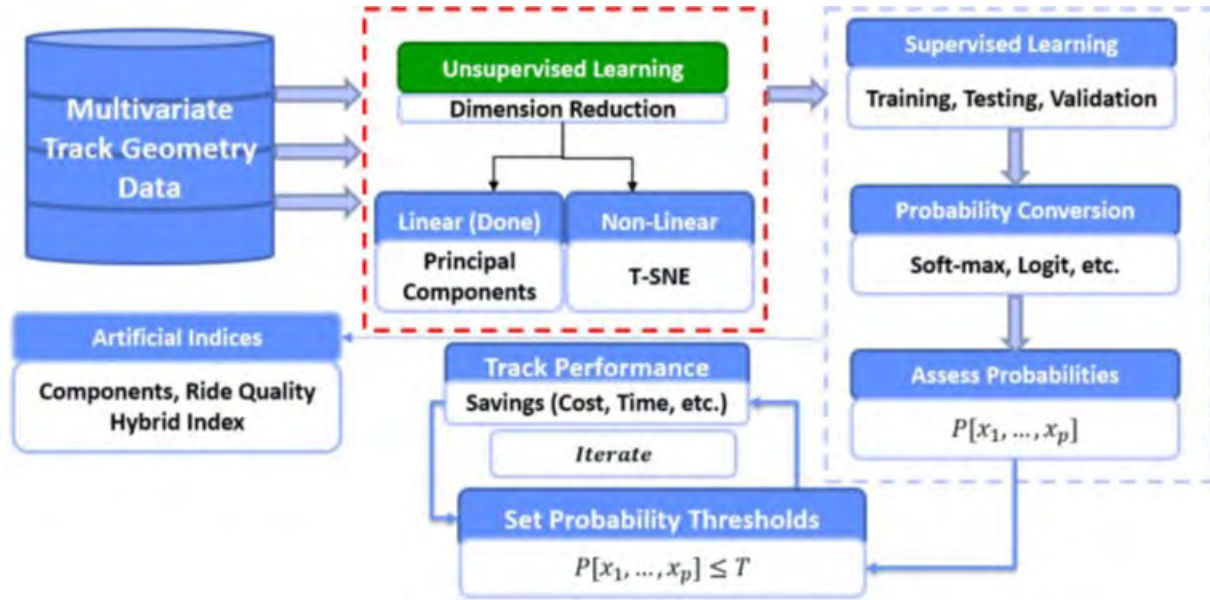 Multivariate
Track Geometry
Data
Unsupervised Learning
Dimension Reduction
Linear (Done)
Principal
Components
Non-Linear
T-SNE
Supervised Learning
Training, Testing, Validation
Probability Conversion
Soft-max, Logit, etc.
Assess Probabilities
P[x₁, ..., xₚ]
Artificial Indices
Components, Ride Quality
Hybrid Index
Track Performance
Savings (Cost, Time, etc.)
Iterate
Set Probability Thresholds
P[x₁, ..., xₚ] ≤ T